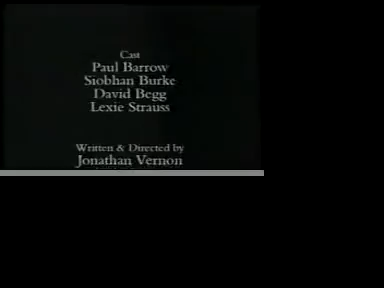 Cast
Paul Barrow
Siobhan Burke
David Begg
Lexie Strauss
Written & Directed by
Jonathan Vernon